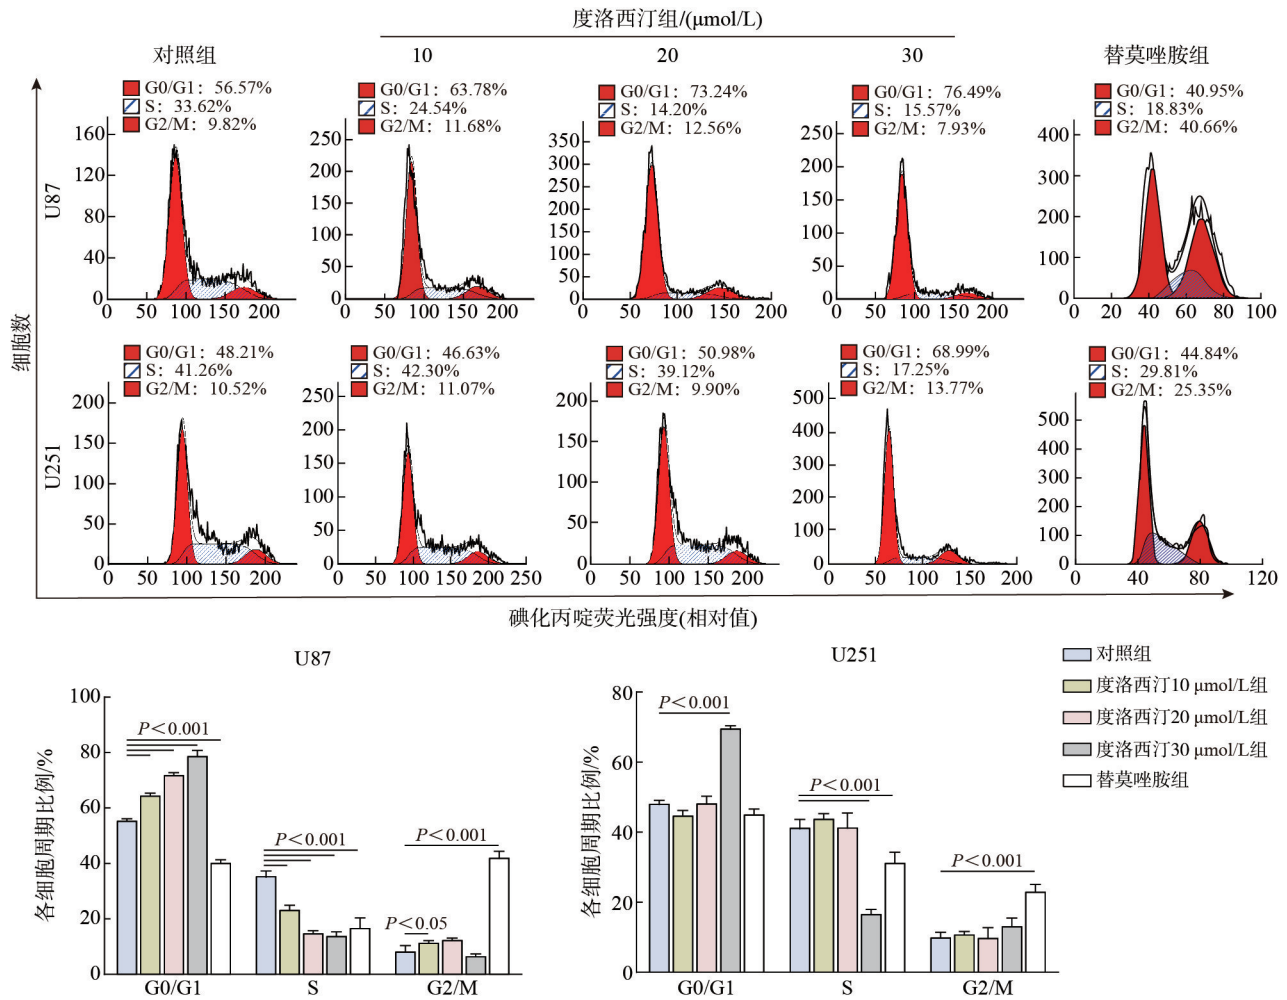 度洛西汀组/(μmol/L)
对照组 10 20 30 替莫唑胺组
G0/G1：56.57%
S：33.62%
G2/M：9.82%
G0/G1：63.78%
S：24.54%
G2/M：11.68%
G0/G1：73.24%
S：14.20%
G2/M：12.56%
G0/G1：76.49%
S：15.57%
G2/M：7.93%
G0/G1：40.95%
S：18.83%
G2/M：40.66%
U87
160
120
80
40
0
0 50 100 150 200
250
200
150
100
50
0
0 50 100 150 200
350
300
250
200
150
100
50
0
0 50 100 150 200
250
200
150
100
50
0
0 50 100 150 200
400
300
200
100
0
0 20 40 60 80 100
细胞数
G0/G1：48.21%
S：41.26%
G2/M：10.52%
G0/G1：46.63%
S：42.30%
G2/M：11.07%
G0/G1：50.98%
S：39.12%
G2/M：9.90%
G0/G1：68.99%
S：17.25%
G2/M：13.77%
G0/G1：44.84%
S：29.81%
G2/M：25.35%
U251
200
150
100
50
0
0 50 100 150 200
250
200
150
100
50
0
0 50 100 150 200 250
200
150
100
50
0
0 50 100 150 200
500
400
300
200
100
0
0 50 100 150 200
500
400
300
200
100
0
0 40 80 120
碘化丙啶荧光强度(相对值)
U87
各细胞周期比例/%
100
80
60
40
20
0
P＜0.001
P＜0.001
P＜0.05
P＜0.001
G0/G1 S G2/M
U251
各细胞周期比例/%
80
60
40
20
0
P＜0.001
P＜0.001
P＜0.001
G0/G1 S G2/M
对照组
度洛西汀10 μmol/L组
度洛西汀20 μmol/L组
度洛西汀30 μmol/L组
替莫唑胺组